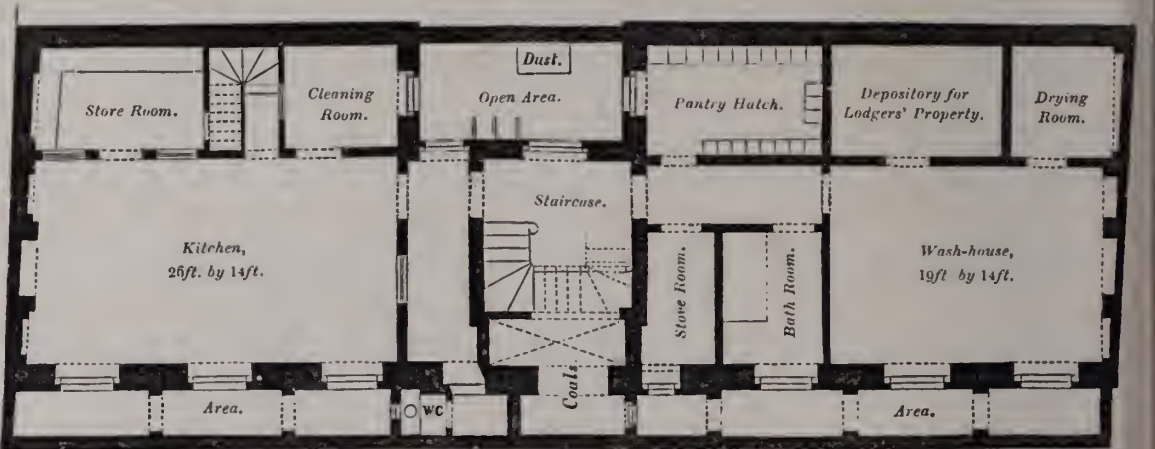 Dust.
Store Room.
Cleaning
Room.
Open Area.
Pantry Hatch.
Depository for
Lodgers' Property.
Drying
Room.
Staircase.
Kitchen,
26ft. by 14ft.
Stove Room.
Bath Room.
Wash-house,
19ft by 14ft.
Area.
WC
Coals
Area.